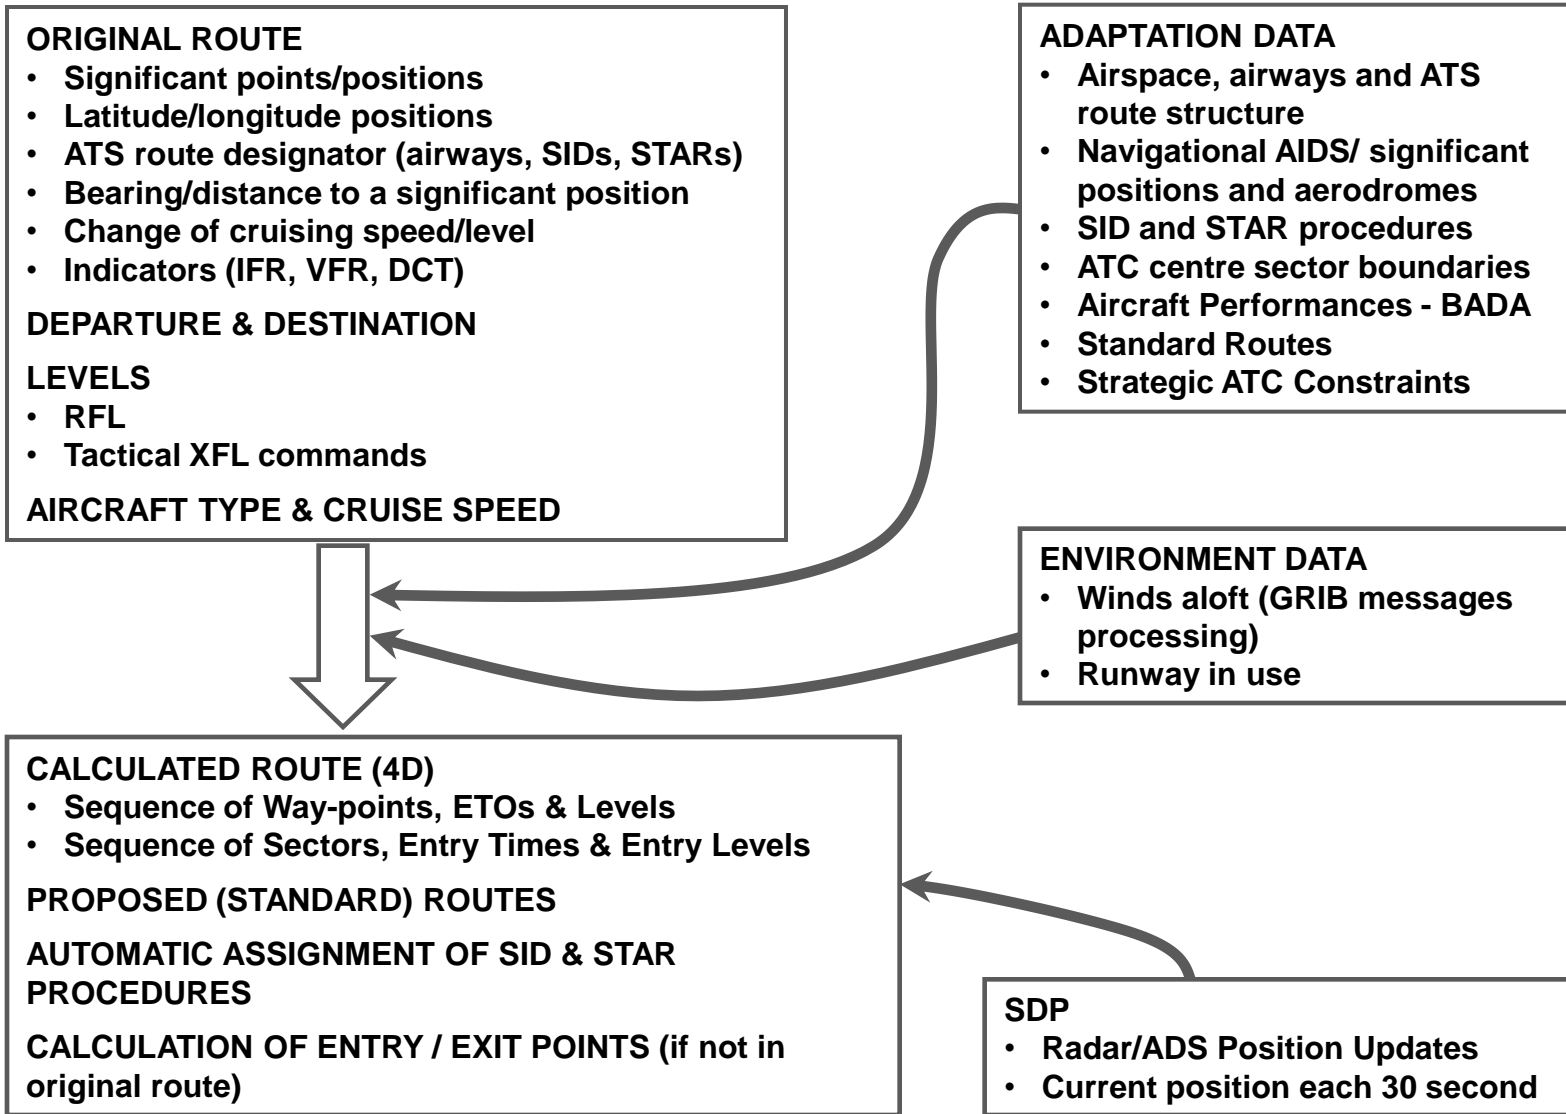 ORIGINAL ROUTE
• Significant points/positions
• Latitude/longitude positions
• ATS route designator (airways, SIDs, STARs)
• Bearing/distance to a significant position
• Change of cruising speed/level
• Indicators (IFR, VFR, DCT)
DEPARTURE & DESTINATION
LEVELS
• RFL
• Tactical XFL commands
AIRCRAFT TYPE & CRUISE SPEED
ADAPTATION DATA
• Airspace, airways and ATS
route structure
• Navigational AIDS/ significant
positions and aerodromes
• SID and STAR procedures
• ATC centre sector boundaries
• Aircraft Performances - BADA
• Standard Routes
• Strategic ATC Constraints
ENVIRONMENT DATA
• Winds aloft (GRIB messages
processing)
• Runway in use
CALCULATED ROUTE (4D)
• Sequence of Way-points, ETOs & Levels
• Sequence of Sectors, Entry Times & Entry Levels
PROPOSED (STANDARD) ROUTES
AUTOMATIC ASSIGNMENT OF SID & STAR
PROCEDURES
CALCULATION OF ENTRY / EXIT POINTS (if not in
original route)
SDP
• Radar/ADS Position Updates
• Current position each 30 second